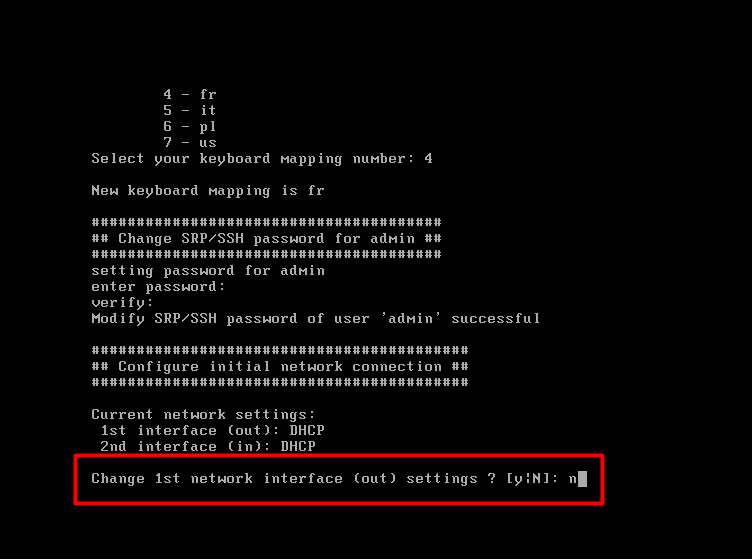 4 - fr
5 - it
6 - pl
7 - us
Select your keyboard mapping number: 4
New keyboard mapping is fr
#######################################
## Change SRP/SSH password for admin ##
#######################################
setting password for admin
enter password:
verify:
Modify SRP/SSH password of user 'admin' successful
##########################################
## Configure initial network connection ##
##########################################
Current network settings:
1st interface (out): DHCP
2nd interface (in): DHCP
Change 1st network interface (out) settings ? [y¦N]: n